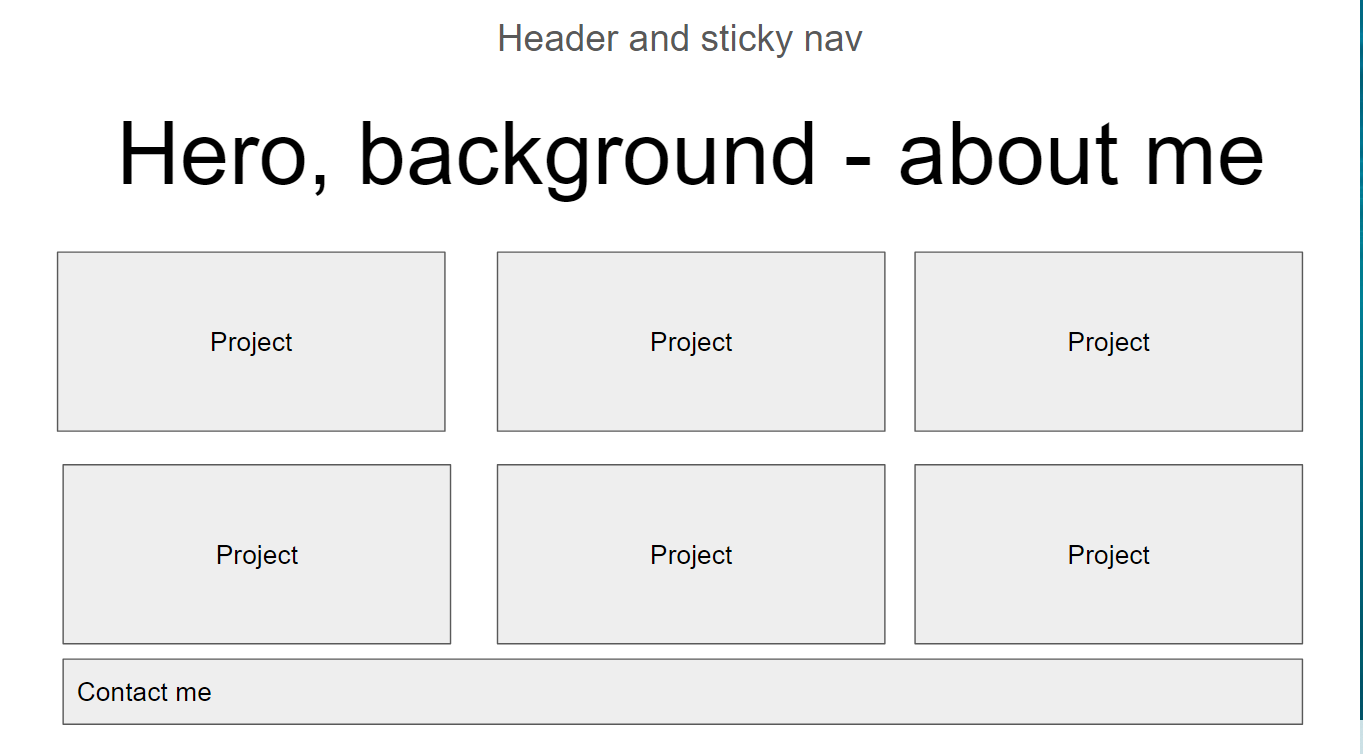 Header and sticky nav
Hero, background - about me
Project
Project
Project
Project
Project
Project
Contact me